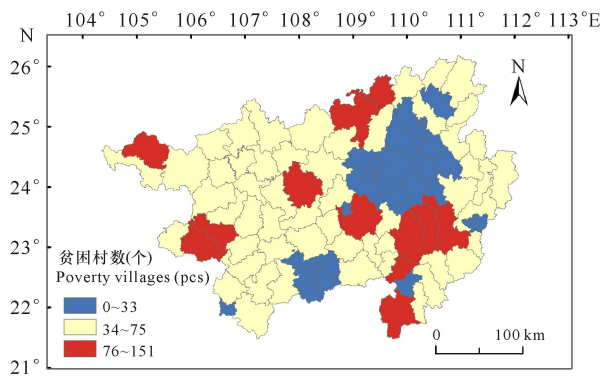 104° 105° 106° 107° 108° 109° 110° 111° 112° 113°E
N
26°
25°
24°
23°
22°
21°
N
贫困村数(个)
Poverty villages (pcs)
0~33
34~75
76~151
0 100 km